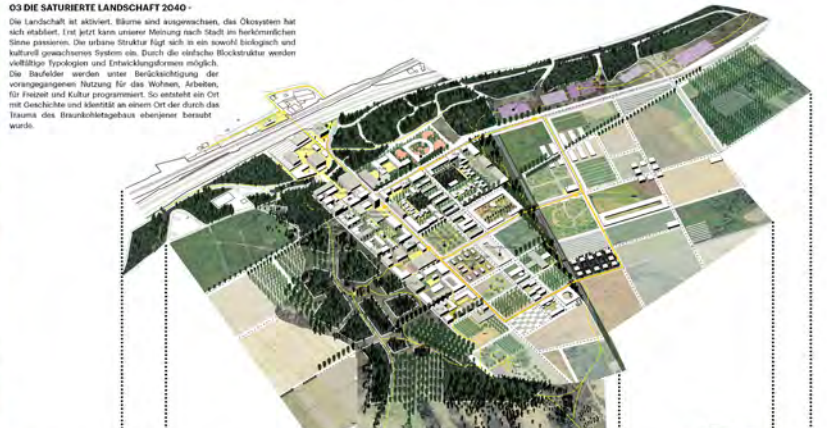 03 DIE SATURIERTE LANDSCHAFT 2040 -
Die Landschaft ist aktiviert. Bäume sind ausgewachsen, das Ökosystem hat
sich etabliert. Erst jetzt kann unserer Meinung nach Stadt im herkömmlichen
Sinne passieren. Die urbane Struktur fügt sich in ein sowohl biologisch und
kulturell gewachsenes System ein. Durch die einfache Blockstruktur werden
vielfältige Typologien und Entwicklungsformen möglich.
Die Baufelder werden unter Berücksichtigung der
vorangegangenen Nutzung für das Wohnen, Arbeiten,
für Freizeit und Kultur programmiert. So entsteht ein Ort
mit Geschichte und Identität an einem Ort der durch das
Trauma des Braunkohletagebaus ebenjener beraubt
wurde.